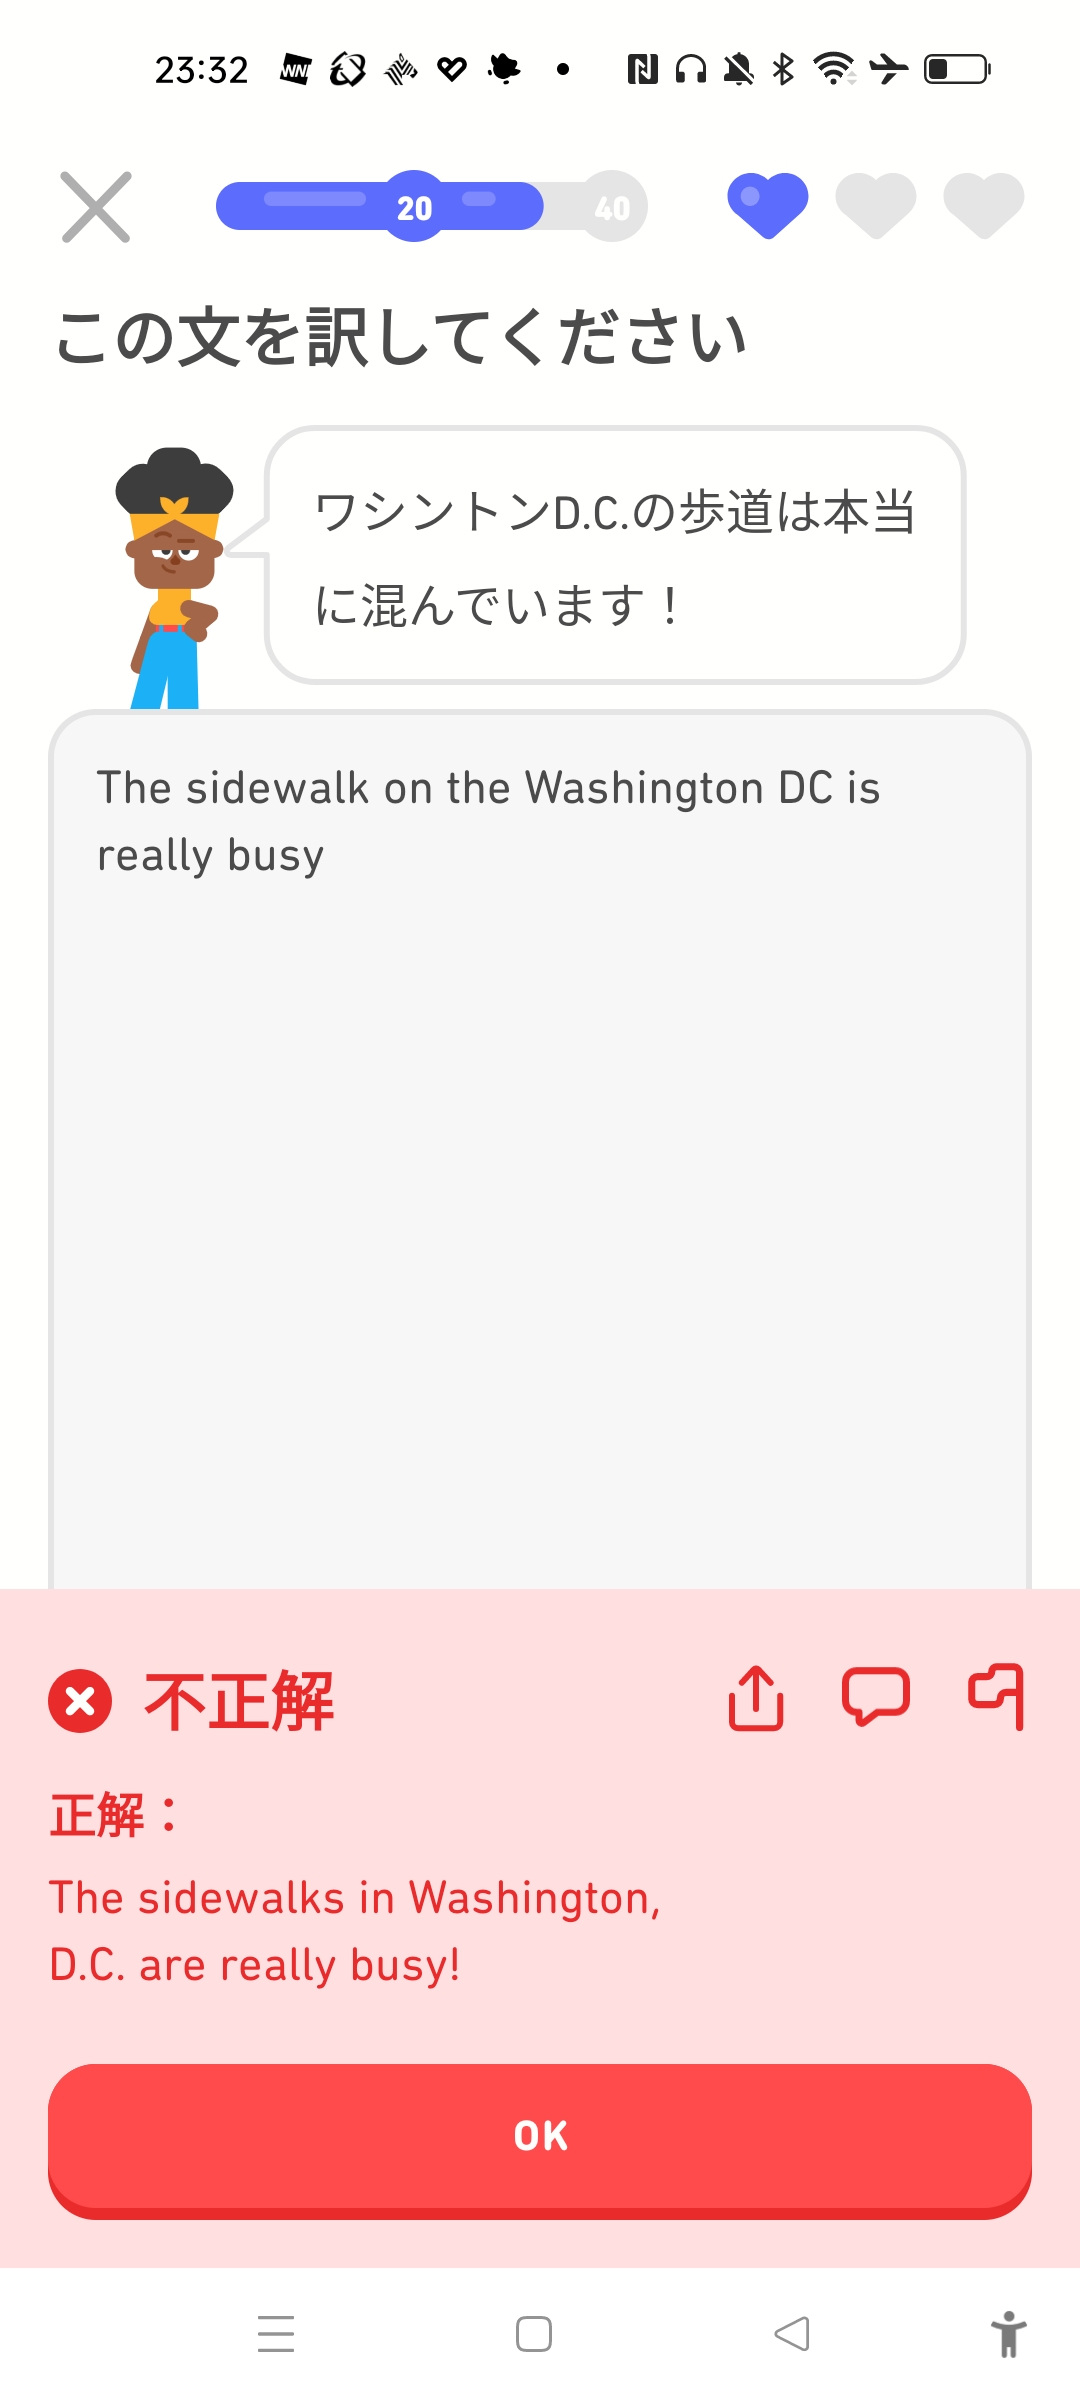 23:32
20
40
この文を訳してください
ワシントンD.C.の歩道は本当
に混んでいます！
The sidewalk on the Washington DC is
really busy
不正解
正解：
The sidewalks in Washington,
D.C. are really busy!
OK